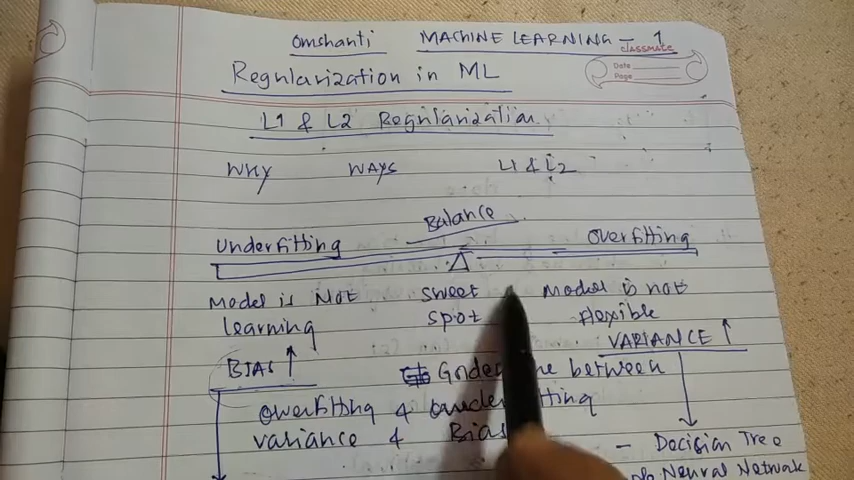 Omshanti MACHINE LEARNING - 1
classmate
Date
Page
Regularization in ML
L1 & L2 Regularization
WHY WAYS L1 & L2
Balance
Underfitting Overfitting
Model is Not Sweet Model is not
learning spot flexible
VARIANCE ↑
BIAS ↑ between
overfitting &
variance & Bias
- Decision Tree
Neural Network